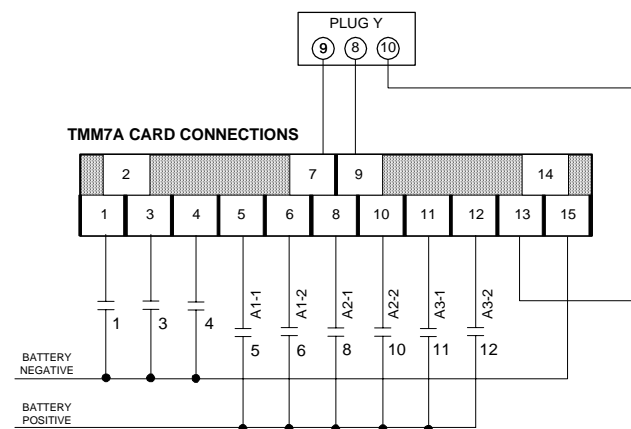 PLUG Y
9 8 10
TMM7A CARD CONNECTIONS
2 7 9 14
1 3 4 5 6 8 10 11 12 13 15
A1-1 A1-2 A2-1 A2-2 A3-1 A3-2
1 3 4 5 6 8 10 11 12
BATTERY
NEGATIVE
BATTERY
POSITIVE